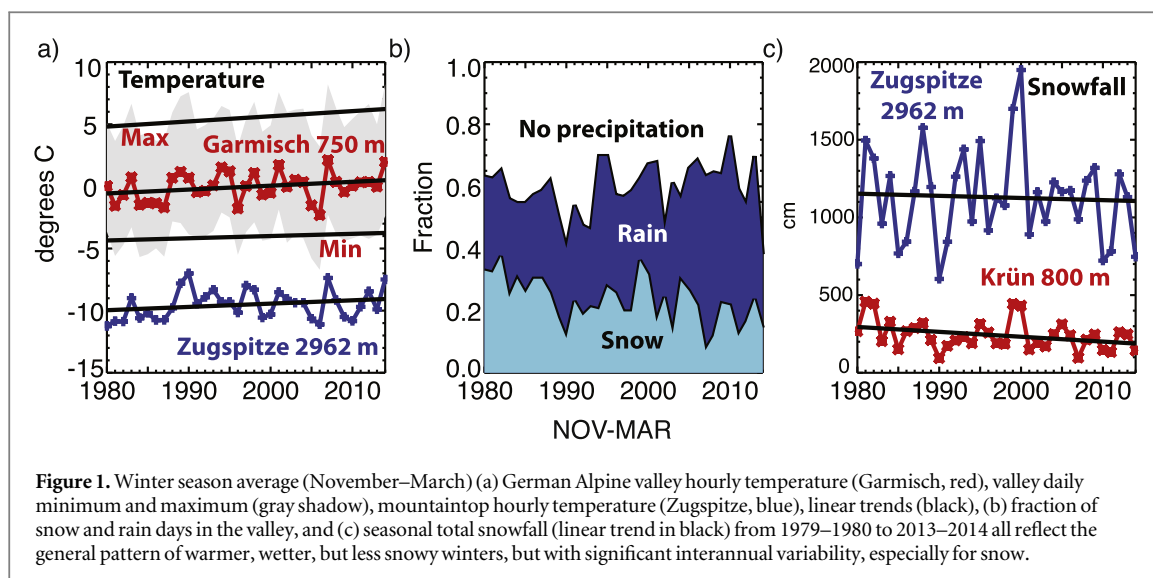 a)
b)
c)
10
5
0
-5
-10
-15
degrees C
Temperature
Max
Garmisch 750 m
Min
Zugspitze 2962 m
1980
1990
2000
2010
1.0
0.8
0.6
0.4
0.2
0.0
Fraction
No precipitation
Rain
Snow
1980
1990
2000
2010
NOV-MAR
2000
1500
1000
500
0
cm
Zugspitze
2962 m
Snowfall
Krün 800 m
1980
1990
2000
2010
Figure 1. Winter season average (November–March) (a) German Alpine valley hourly temperature (Garmisch, red), valley daily
minimum and maximum (gray shadow), mountaintop hourly temperature (Zugspitze, blue), linear trends (black), (b) fraction of
snow and rain days in the valley, and (c) seasonal total snowfall (linear trend in black) from 1979–1980 to 2013–2014 all reflect the
general pattern of warmer, wetter, but less snowy winters, but with significant interannual variability, especially for snow.